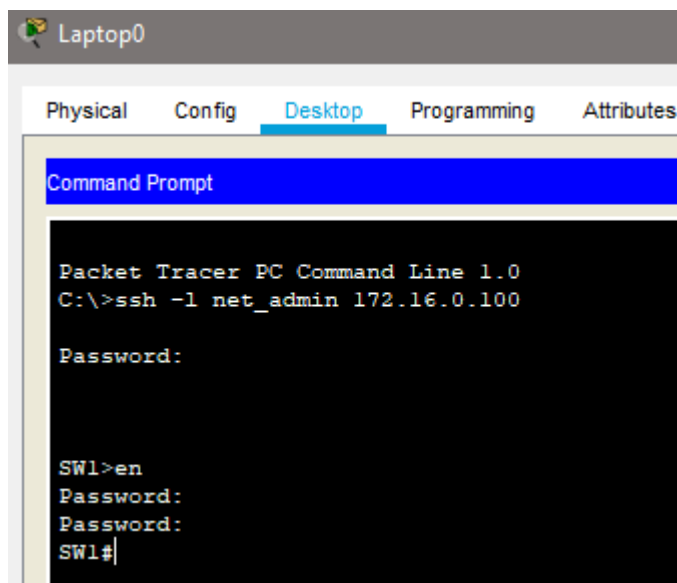 Laptop0
Physical Config Desktop Programming Attributes
Command Prompt
Packet Tracer PC Command Line 1.0
C:\>ssh -l net_admin 172.16.0.100
Password:
SW1>en
Password:
Password:
SW1#